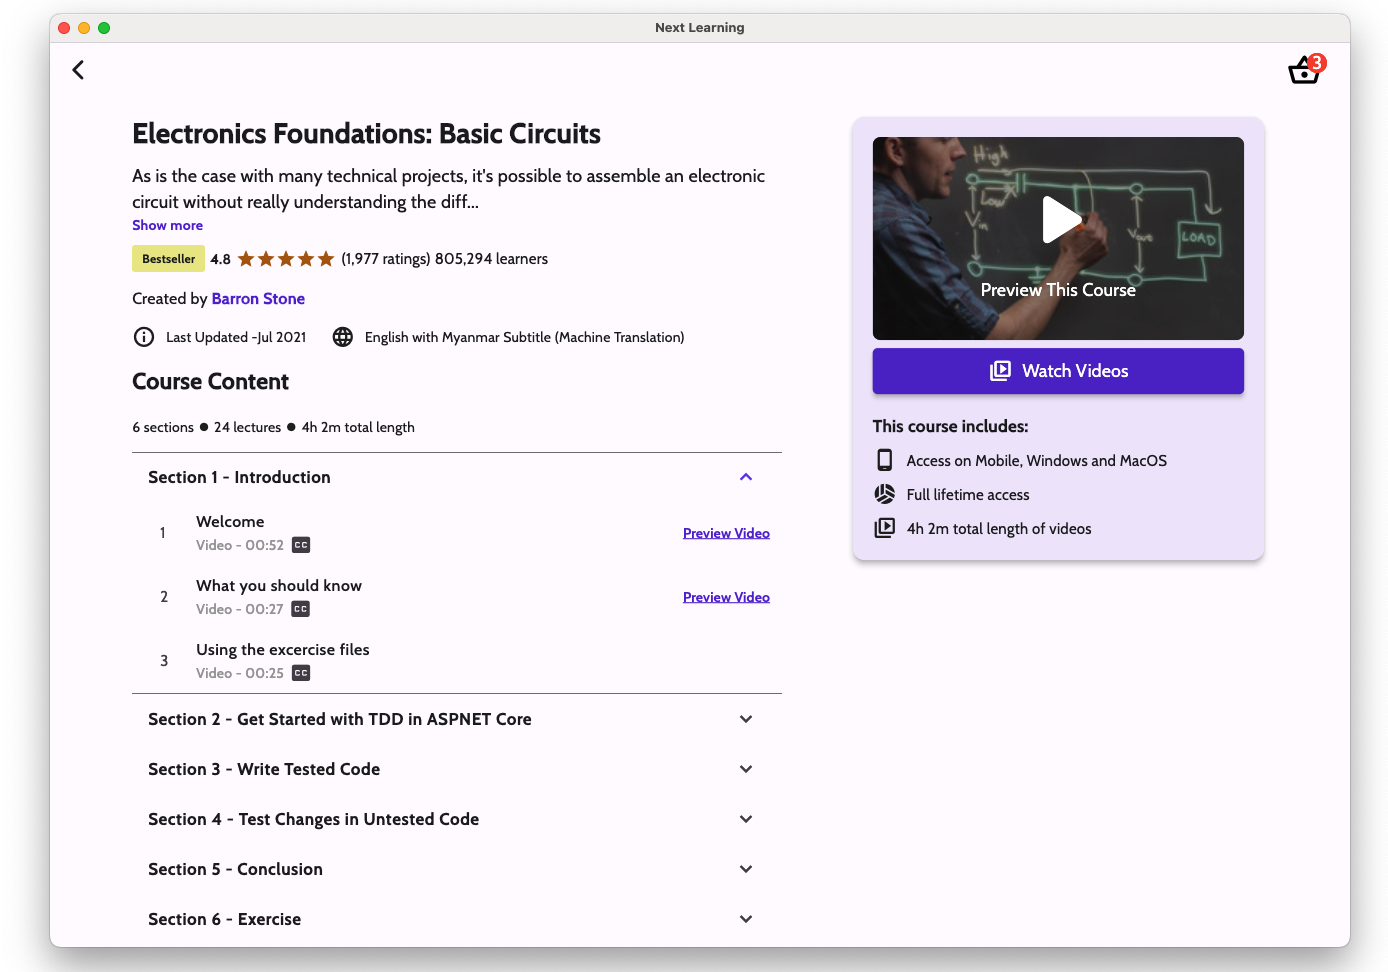 Next Learning
3
Electronics Foundations: Basic Circuits
As is the case with many technical projects, it's possible to assemble an electronic
circuit without really understanding the diff...
Show more
Bestseller 4.8 (1,977 ratings) 805,294 learners
Created by Barron Stone
Last Updated -Jul 2021 English with Myanmar Subtitle (Machine Translation)
Course Content
6 sections ● 24 lectures ● 4h 2m total length
Section 1 - Introduction
1 Welcome Preview Video
Video - 00:52 CC
2 What you should know Preview Video
Video - 00:27 CC
3 Using the excercise files
Video - 00:25 CC
Section 2 - Get Started with TDD in ASPNET Core
Section 3 - Write Tested Code
Section 4 - Test Changes in Untested Code
Section 5 - Conclusion
Section 6 - Exercise
High
Low
Vin
Vout
LOAD
Preview This Course
Watch Videos
This course includes:
Access on Mobile, Windows and MacOS
Full lifetime access
4h 2m total length of videos